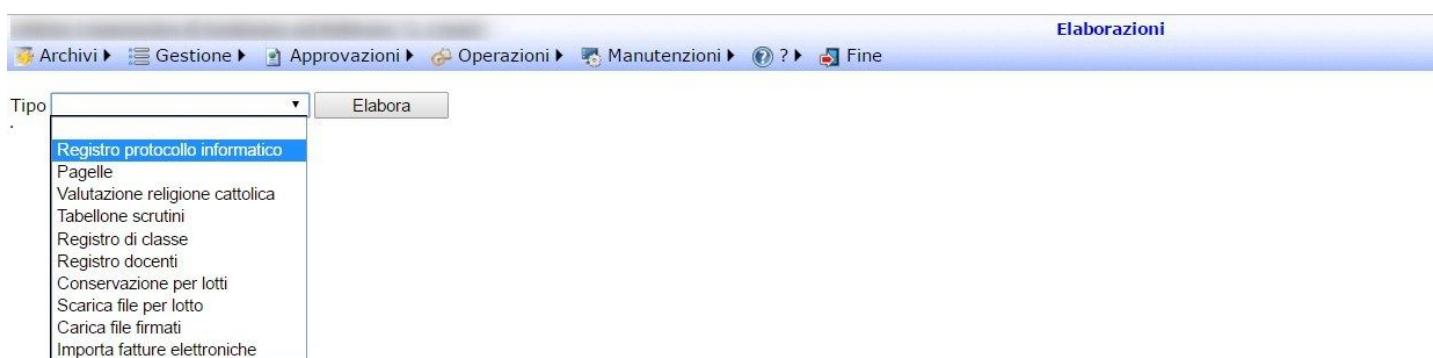 Elaborazioni
Archivi Gestione Approvazioni Operazioni Manutenzioni ? Fine
Tipo Elabora
Registro protocollo informatico
Pagelle
Valutazione religione cattolica
Tabellone scrutini
Registro di classe
Registro docenti
Conservazione per lotti
Scarica file per lotto
Carica file firmati
Importa fatture elettroniche